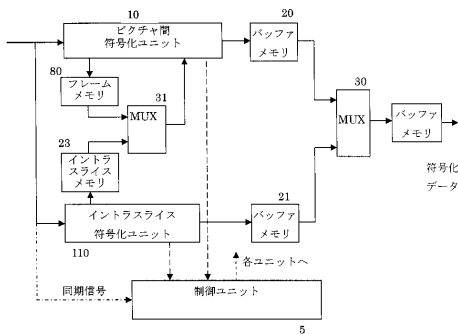 10
ピクチャ間
符号化ユニット
20
バッファ
メモリ
80
フレーム
メモリ
31
MUX
30
MUX
バッファ
メモリ
23
イントラ
スライス
メモリ
符号化
データ
イントラスライス
符号化ユニット
110
21
バッファ
メモリ
各ユニットへ
同期信号
制御ユニット
5